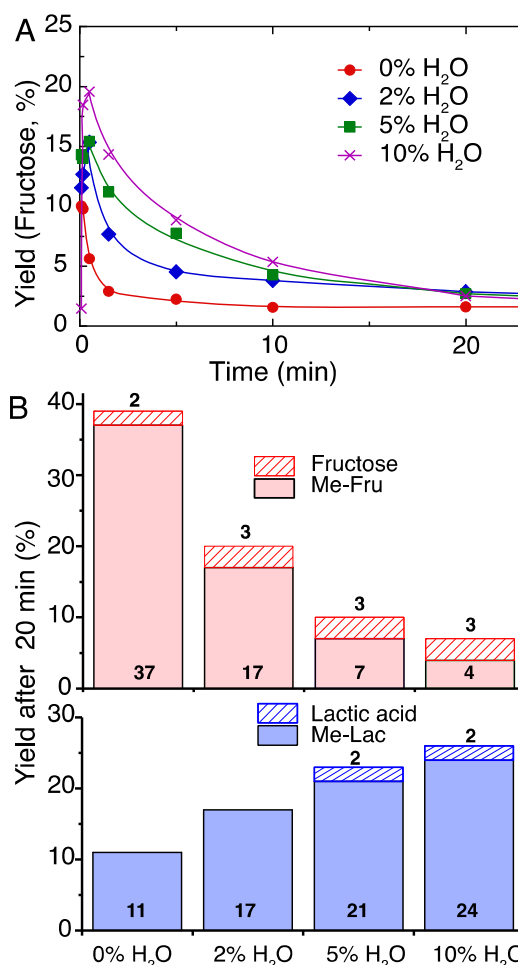 A
Yield (Fructose, %)
25
20
15
10
5
0
0% H₂O
2% H₂O
5% H₂O
10% H₂O
0
10
20
Time (min)
B
Yield after 20 min (%)
40
30
20
10
0
2
3
3
3
Fructose
Me-Fru
37
17
7
4
30
20
10
0
Lactic acid
Me-Lac
2
2
11
17
21
24
0% H₂O
2% H₂O
5% H₂O
10% H₂O